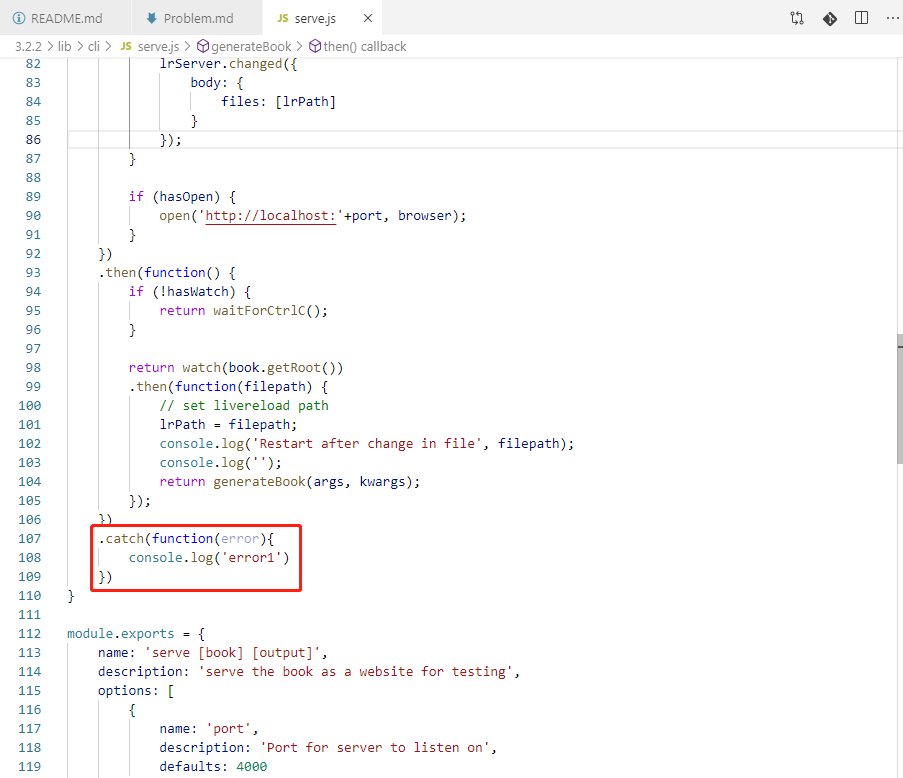 README.md Problem.md JS serve.js
3.2.2 > lib > cli > JS serve.js > generateBook > then() callback
82 lrServer.changed({
83 body: {
84 files: [lrPath]
85 }
86 });
87 }
88
89 if (hasOpen) {
90 open('http://localhost:'+port, browser);
91 }
92 })
93 .then(function() {
94 if (!hasWatch) {
95 return waitForCtrlC();
96 }
97
98 return watch(book.getRoot())
99 .then(function(filepath) {
100 // set livereload path
101 lrPath = filepath;
102 console.log('Restart after change in file', filepath);
103 console.log('');
104 return generateBook(args, kwargs);
105 });
106 })
107 .catch(function(error){
108 console.log('error1')
109 })
110 }
111
112 module.exports = {
113 name: 'serve [book] [output]',
114 description: 'serve the book as a website for testing',
115 options: [
116 {
117 name: 'port',
118 description: 'Port for server to listen on',
119 defaults: 4000